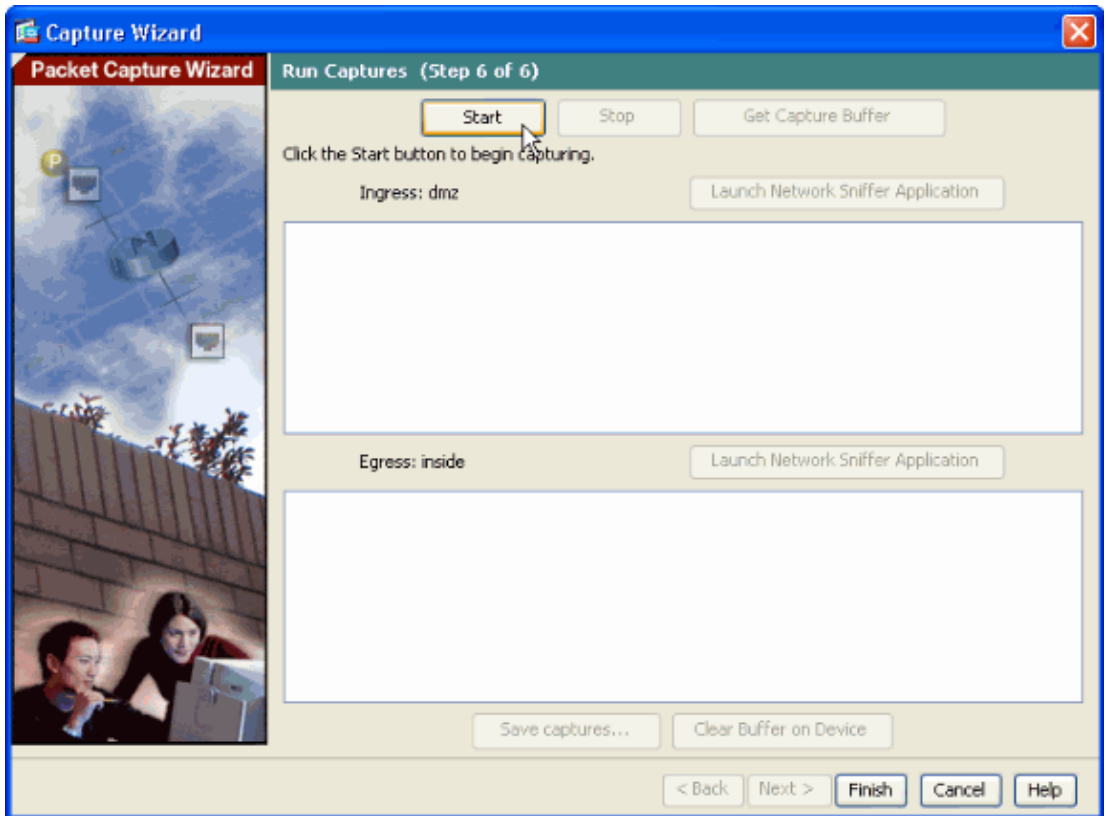 Capture Wizard
Packet Capture Wizard
Run Captures (Step 6 of 6)
Start Stop Get Capture Buffer
Click the Start button to begin capturing.
Ingress: dmz Launch Network Sniffer Application
Egress: inside Launch Network Sniffer Application
Save captures... Clear Buffer on Device
< Back Next > Finish Cancel Help
P